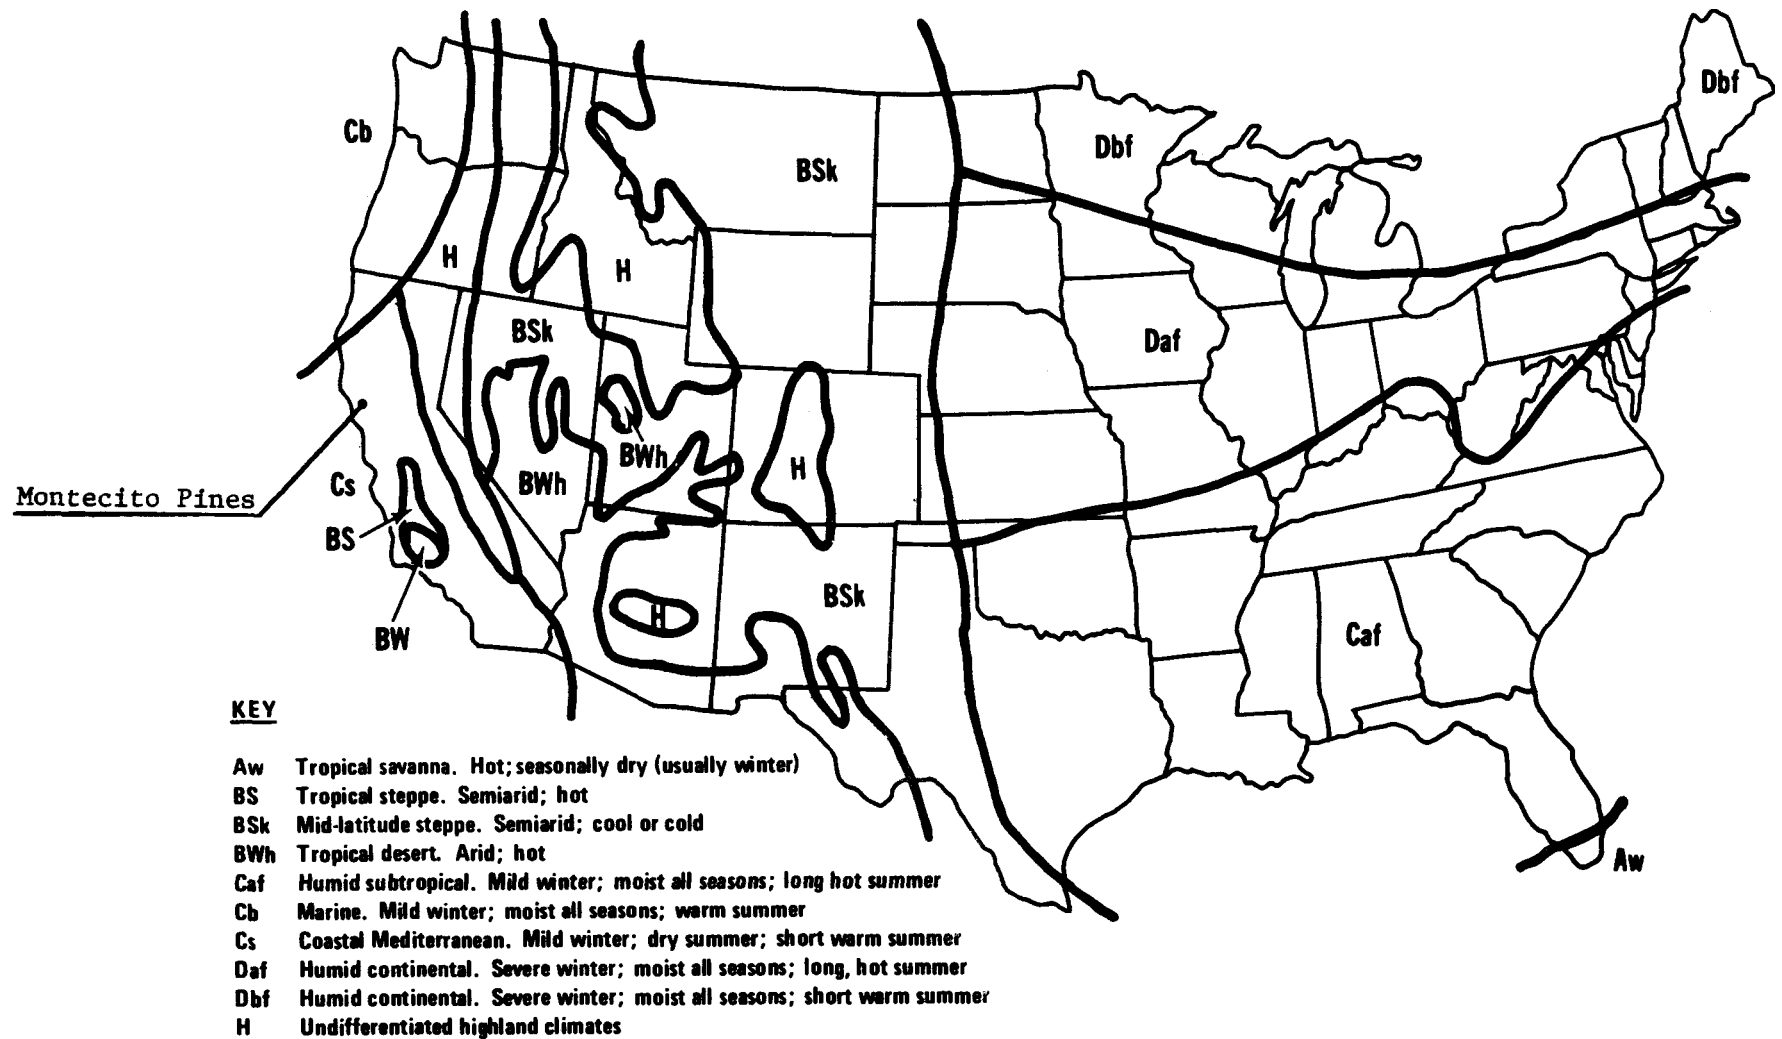 Dbf
Cb
Dbf
BSk
H
H
BSk
Daf
BWh
H
BWh
Cs
Montecito Pines
BS
BSk
H
BW
Caf
KEY
Aw Tropical savanna. Hot; seasonally dry (usually winter)
BS Tropical steppe. Semiarid; hot
BSk Mid-latitude steppe. Semiarid; cool or cold
BWh Tropical desert. Arid; hot
Caf Humid subtropical. Mild winter; moist all seasons; long hot summer
Cb Marine. Mild winter; moist all seasons; warm summer
Cs Coastal Mediterranean. Mild winter; dry summer; short warm summer
Daf Humid continental. Severe winter; moist all seasons; long, hot summer
Dbf Humid continental. Severe winter; moist all seasons; short warm summer
H Undifferentiated highland climates
Aw